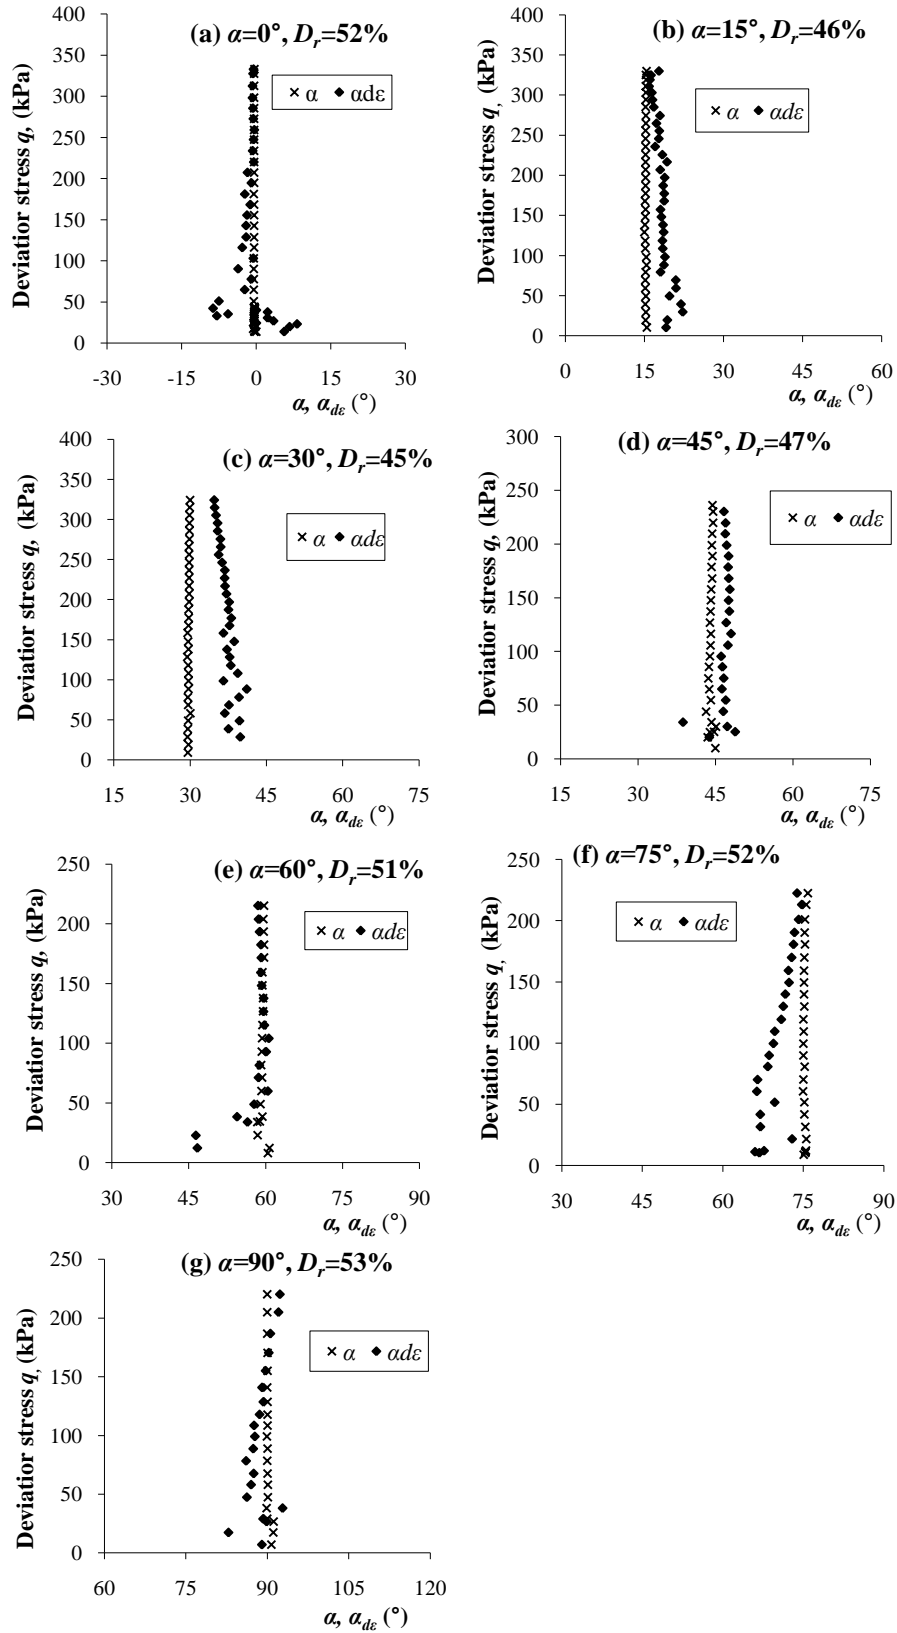 (a) α=0°, Dr=52%
× α ◆ αdε
Deviatior stress q, (kPa)
400
350
300
250
200
150
100
50
0
-30 -15 0 15 30
α, αdε (°)
(b) α=15°, Dr=46%
× α ◆ αdε
Deviatior stress q, (kPa)
400
350
300
250
200
150
100
50
0
0 15 30 45 60
α, αdε (°)
(c) α=30°, Dr=45%
× α ◆ αdε
Deviatior stress q, (kPa)
400
350
300
250
200
150
100
50
0
15 30 45 60 75
α, αdε (°)
(d) α=45°, Dr=47%
× α ◆ αdε
Deviatior stress q, (kPa)
300
250
200
150
100
50
0
15 30 45 60 75
α, αdε (°)
(e) α=60°, Dr=51%
× α ◆ αdε
Deviatior stress q, (kPa)
250
200
150
100
50
0
30 45 60 75 90
α, αdε (°)
(f) α=75°, Dr=52%
× α ◆ αdε
Deviatior stress q, (kPa)
250
200
150
100
50
0
30 45 60 75 90
α, αdε (°)
(g) α=90°, Dr=53%
× α ◆ αdε
Deviatior stress q, (kPa)
250
200
150
100
50
0
60 75 90 105 120
α, αdε (°)